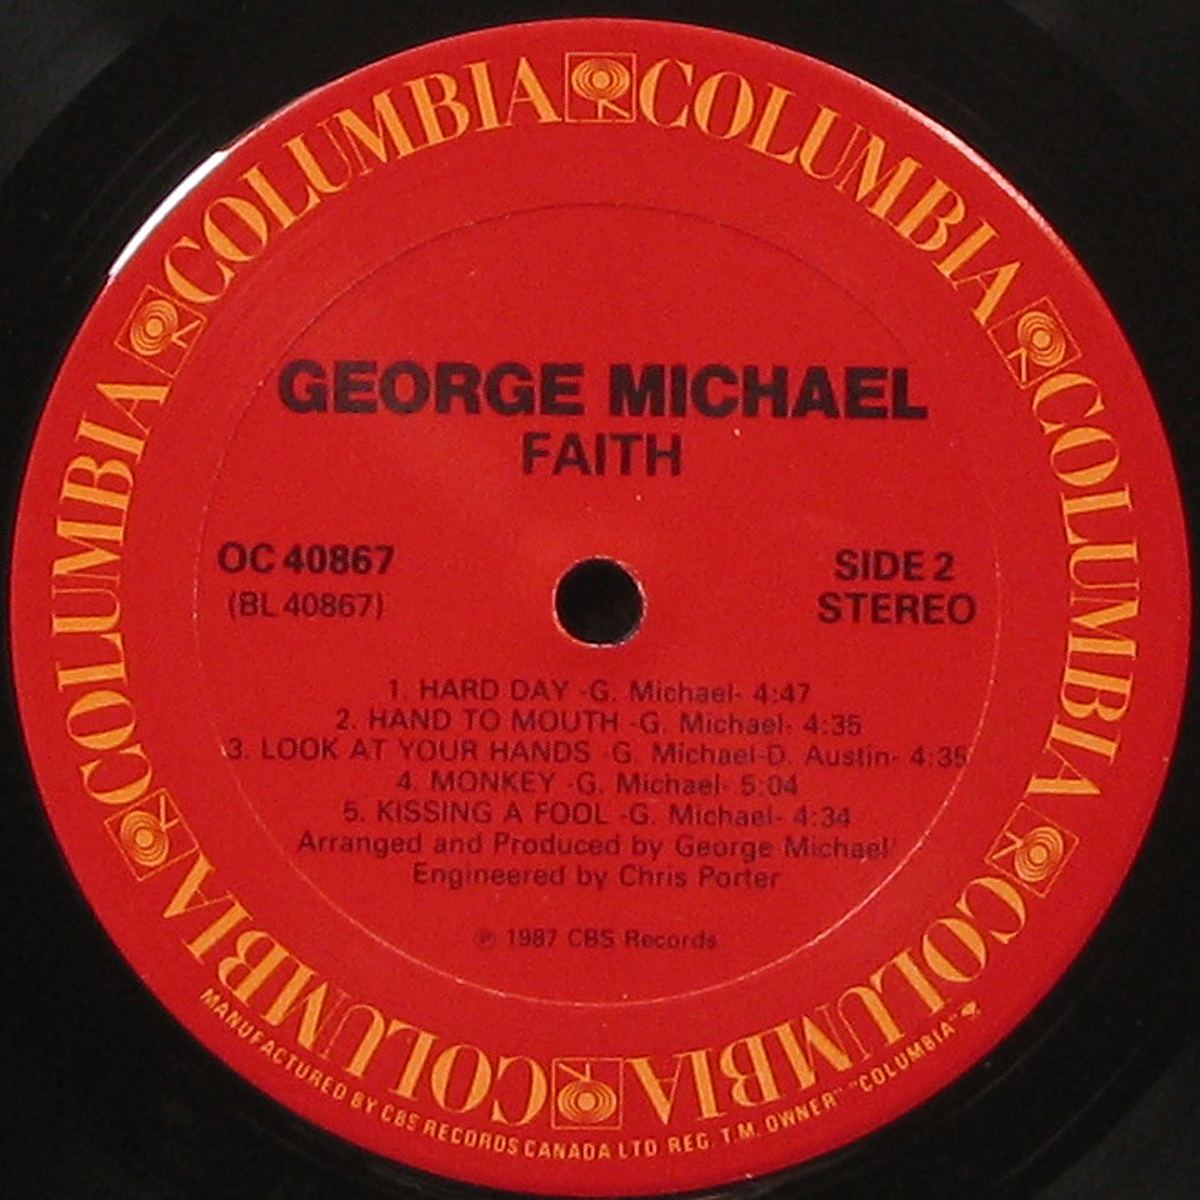 COLUMBIA COLUMBIA COLUMBIA COLUMBIA COLUMBIA COLUMBIA
GEORGE MICHAEL
FAITH
OC 40867
(BL 40867)
SIDE 2
STEREO
1. HARD DAY -G. Michael- 4:47
2. HAND TO MOUTH -G. Michael- 4:35
3. LOOK AT YOUR HANDS -G. Michael-D. Austin- 4:35
4. MONKEY -G. Michael- 5:04
5. KISSING A FOOL -G. Michael- 4:34
Arranged and Produced by George Michael/
Engineered by Chris Porter
℗ 1987 CBS Records
MANUFACTURED BY CBS RECORDS CANADA LTD REG. T.M. OWNER" "COLUMBIA"